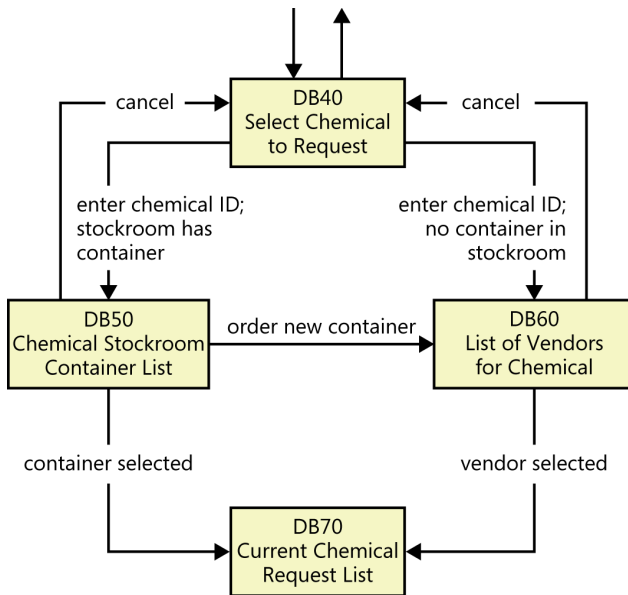 DB40
Select Chemical
to Request
cancel
cancel
enter chemical ID;
stockroom has
container
enter chemical ID;
no container in
stockroom
DB50
Chemical Stockroom
Container List
order new container
DB60
List of Vendors
for Chemical
container selected
vendor selected
DB70
Current Chemical
Request List